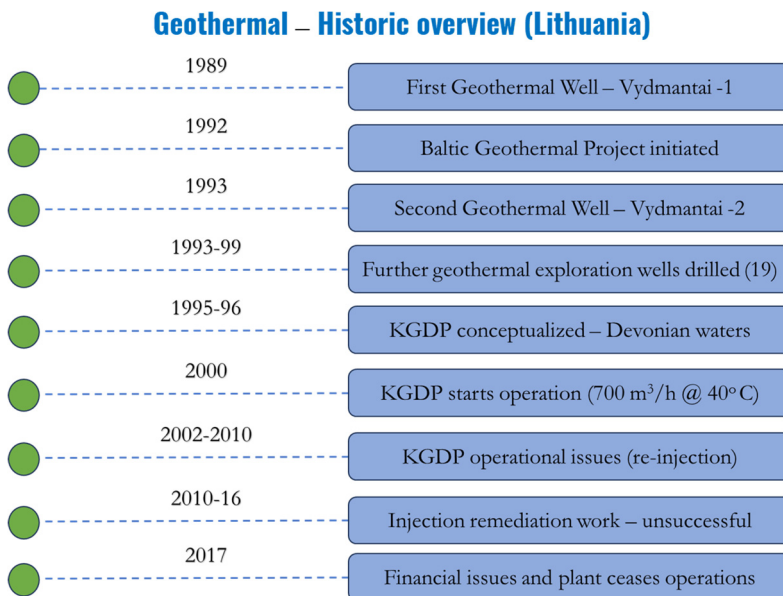 Geothermal – Historic overview (Lithuania)
1989
First Geothermal Well – Vydmantai -1
1992
Baltic Geothermal Project initiated
1993
Second Geothermal Well – Vydmantai -2
1993-99
Further geothermal exploration wells drilled (19)
1995-96
KGDP conceptualized – Devonian waters
2000
KGDP starts operation (700 m³/h @ 40º C)
2002-2010
KGDP operational issues (re-injection)
2010-16
Injection remediation work – unsuccessful
2017
Financial issues and plant ceases operations